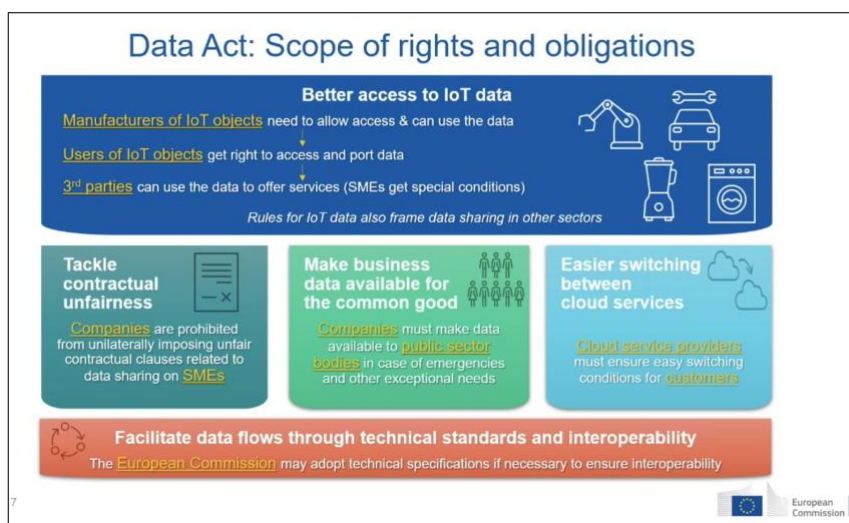 Data Act: Scope of rights and obligations
Better access to IoT data
Manufacturers of IoT objects need to allow access & can use the data
Users of IoT objects get right to access and port data
3rd parties can use the data to offer services (SMEs get special conditions)
Rules for IoT data also frame data sharing in other sectors
Tackle
contractual
unfairness
Companies are prohibited
from unilaterally imposing unfair
contractual clauses related to
data sharing on SMEs
Make business
data available for
the common good
Companies must make data
available to public sector
bodies in case of emergencies
and other exceptional needs
Easier switching
between
cloud services
Cloud service providers
must ensure easy switching
conditions for customers
Facilitate data flows through technical standards and interoperability
The European Commission may adopt technical specifications if necessary to ensure interoperability
7
European
Commission